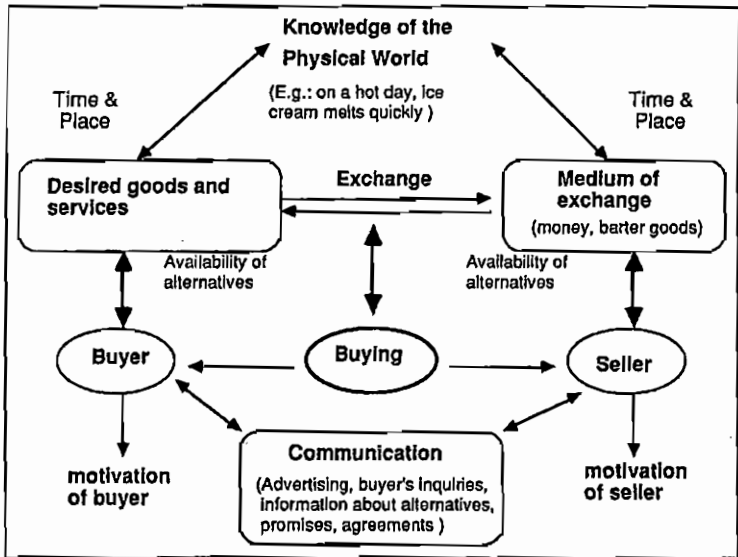 Knowledge of the
Physical World
(E.g.: on a hot day, ice
cream melts quickly )
Time &
Place
Time &
Place
Desired goods and
services
Exchange
Medium of
exchange
(money, barter goods)
Availability of
alternatives
Availability of
alternatives
Buyer
Buying
Seller
motivation
of buyer
Communication
(Advertising, buyer's inquiries,
information about alternatives,
promises, agreements )
motivation
of seller